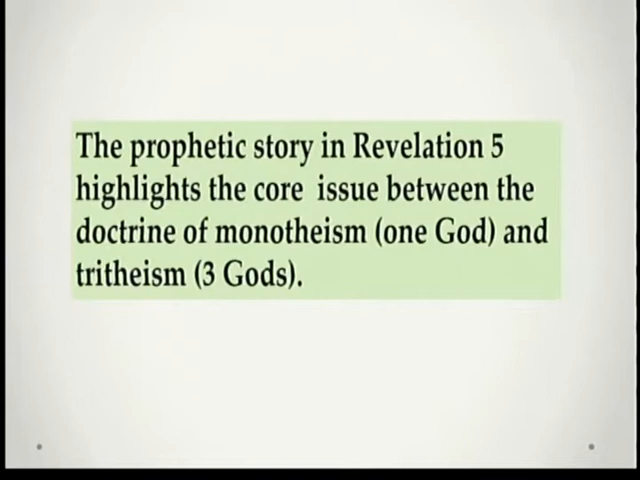 The prophetic story in Revelation 5
highlights the core issue between the
doctrine of monotheism (one God) and
tritheism (3 Gods).